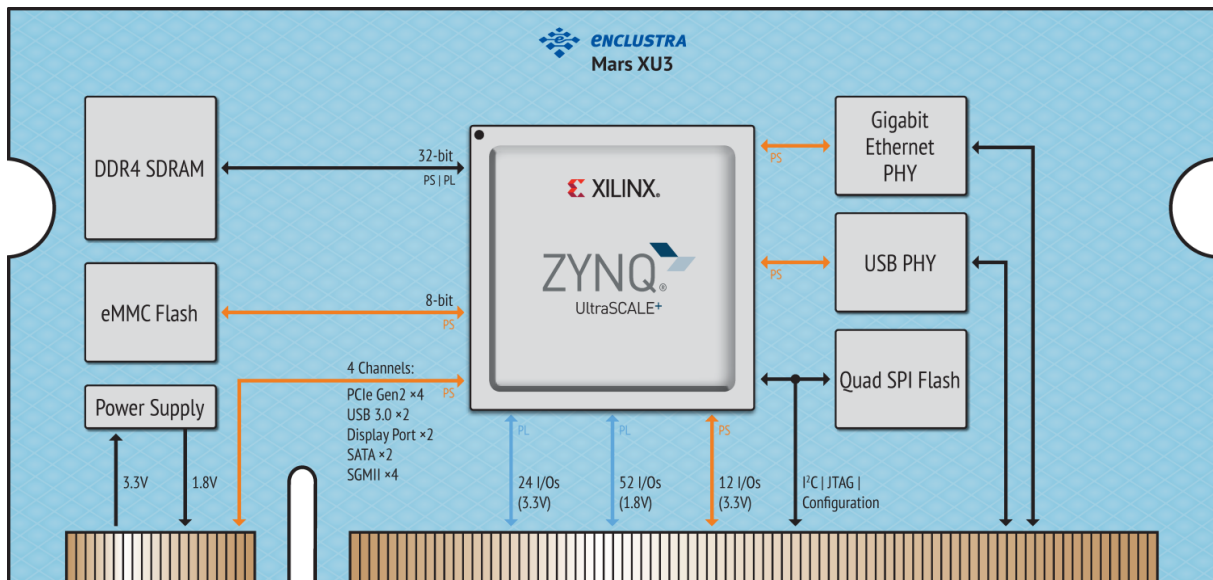 ENCLUSTRA
Mars XU3
DDR4 SDRAM
32-bit
PS | PL
eMMC Flash
8-bit
PS
Power Supply
3.3V
1.8V
4 Channels:
PCIe Gen2 ×4
USB 3.0 ×2
Display Port ×2
SATA ×2
SGMII ×4
PS
XILINX®
ZYNQ®
UltraSCALE+
PS
Gigabit
Ethernet
PHY
PS
USB PHY
Quad SPI Flash
PL
24 I/Os
(3.3V)
PL
52 I/Os
(1.8V)
PS
12 I/Os
(3.3V)
I²C | JTAG |
Configuration